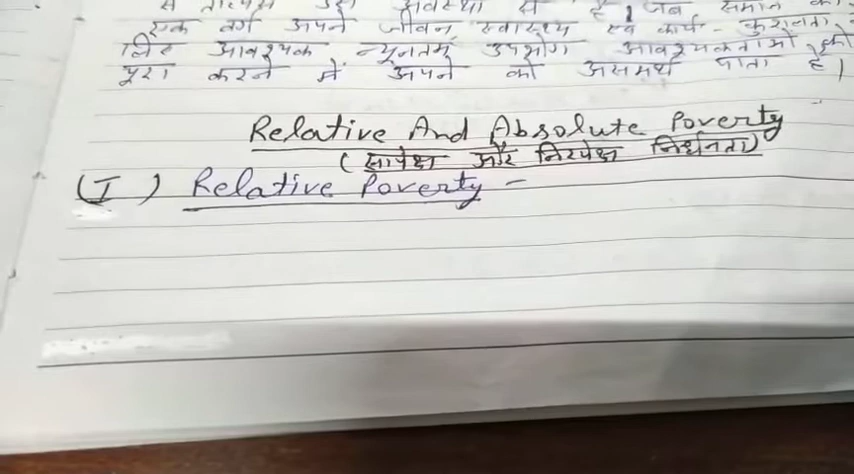 से तात्पर्य उस अवस्था से है, जब समाज का
एक वर्ग अपने जीवन, स्वास्थ्य एवं कार्य-कुशलता
लिए आवश्यक न्यूनतम उपभोग आवश्यकताओं को
पूरा करने में अपने को असमर्थ पाता है।
Relative And Absolute Poverty
(सापेक्ष और निरपेक्ष निर्धनता)
(I) Relative Poverty -